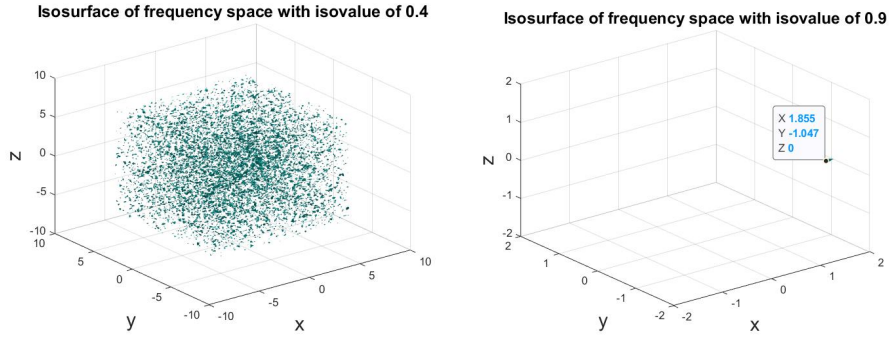 Isosurface of frequency space with isovalue of 0.4
10
5
0
-5
-10
z
10
5
0
-5
-10
y
-10
-5
0
5
10
x
Isosurface of frequency space with isovalue of 0.9
2
1
0
-1
-2
z
2
1
0
-1
-2
y
-2
-1
0
1
2
x
X 1.855
Y -1.047
Z 0